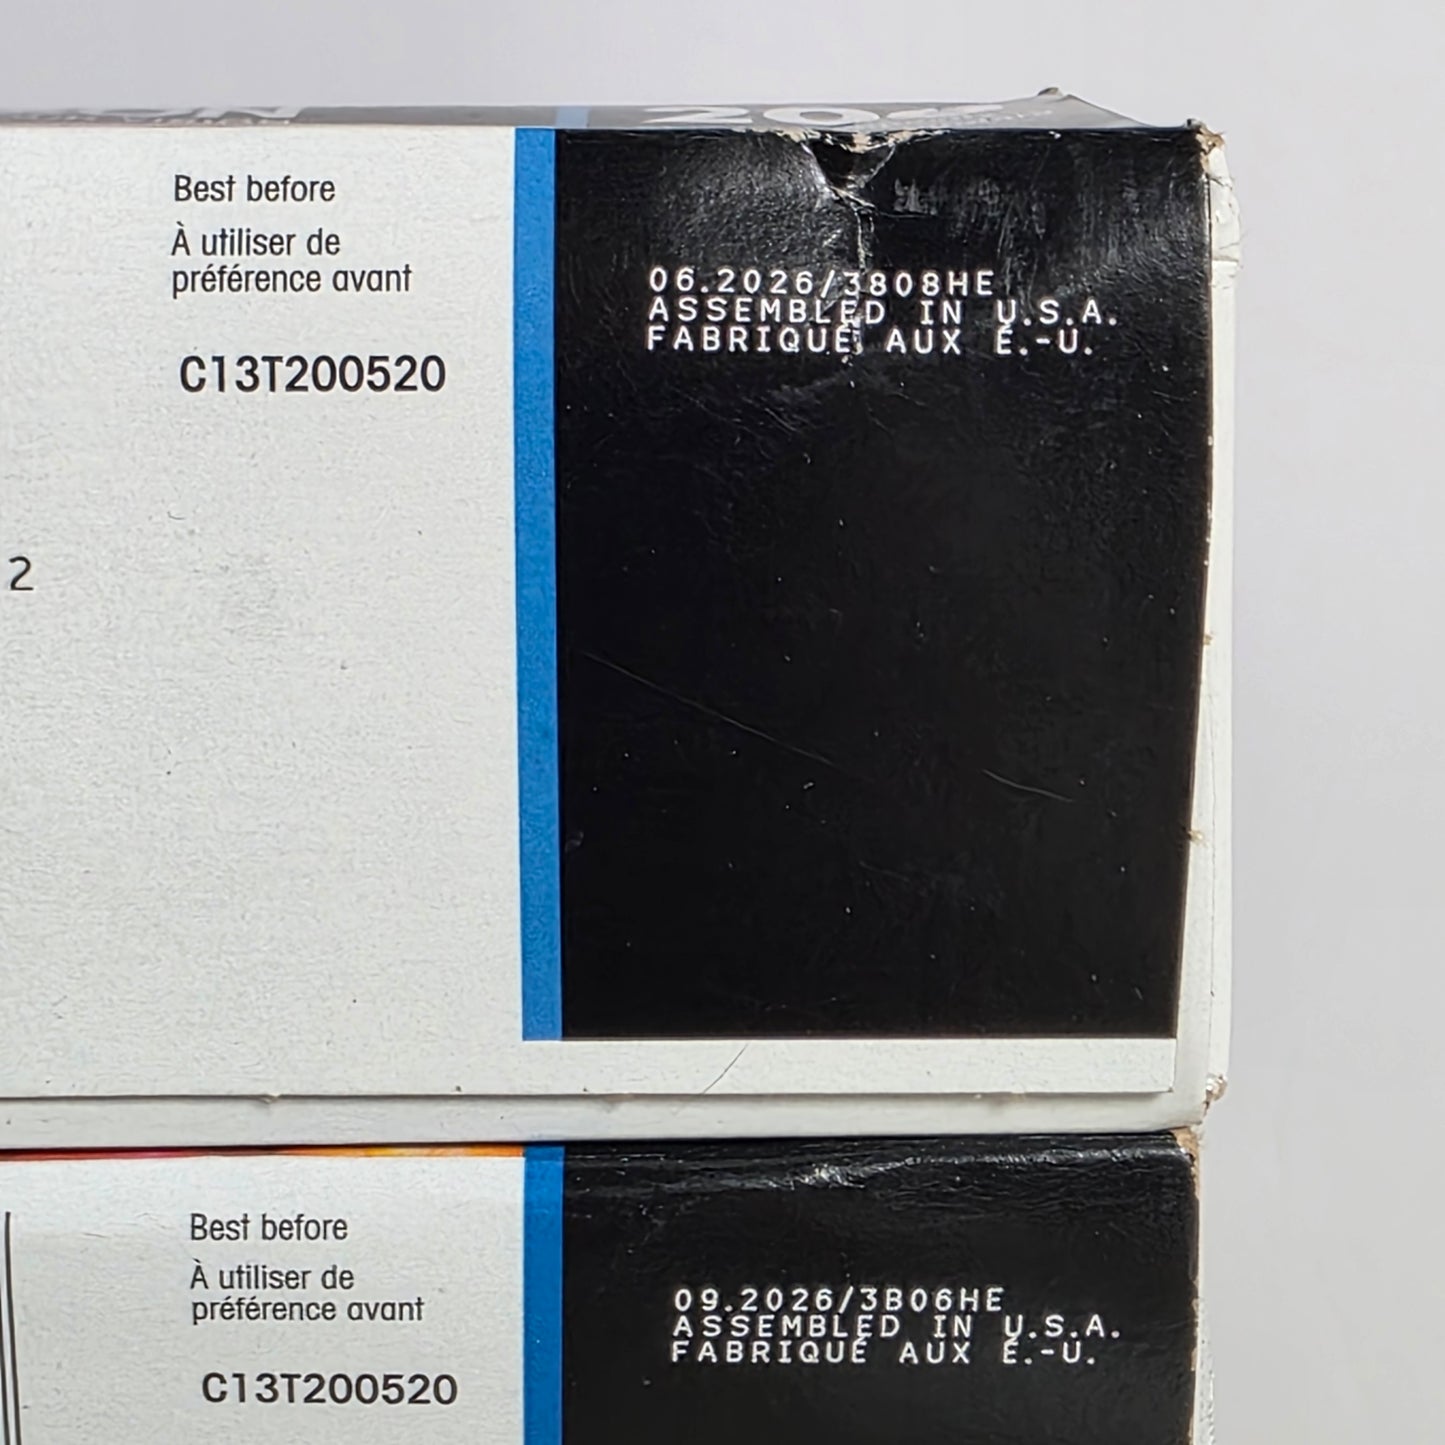 Best before
À utiliser de
préférence avant
C13T200520
2
06.2026/3808HE
ASSEMBLED IN U.S.A.
FABRIQUÉ AUX É.-U.
Best before
À utiliser de
préférence avant
C13T200520
09.2026/3B06HE
ASSEMBLED IN U.S.A.
FABRIQUÉ AUX É.-U.